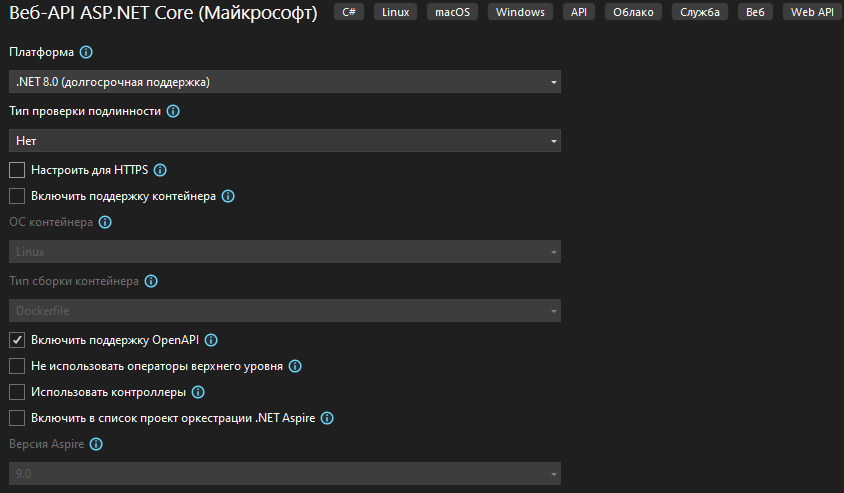 Веб-API ASP.NET Core (Майкрософт) C# Linux macOS Windows API Облако Служба Веб Web API
Платформа
.NET 8.0 (долгосрочная поддержка)
Тип проверки подлинности
Нет
Настроить для HTTPS
Включить поддержку контейнера
ОС контейнера
Linux
Тип сборки контейнера
Dockerfile
Включить поддержку OpenAPI
Не использовать операторы верхнего уровня
Использовать контроллеры
Включить в список проект оркестрации .NET Aspire
Версия Aspire
9.0